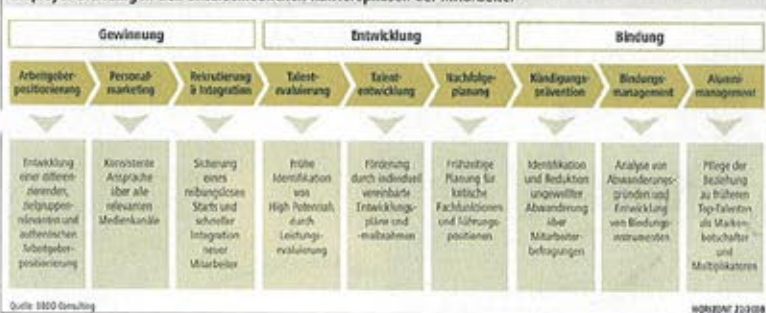 Gewinnung
Entwicklung
Bindung
Arbeitgeber-
positionierung
Personal-
marketing
Rekrutierung
& Integration
Talent-
evaluierung
Talent-
entwicklung
Nachfolge-
planung
Kündigungs-
prävention
Bindungs-
management
Alumni-
management
Entwicklung
einer differen-
zierenden,
zielgruppen-
relevanten und
authentischen
Arbeitgeber-
positionierung
Konsistente
Ansprache
über alle
relevanten
Medienkanäle
Sicherung
eines
reibungslosen
Starts und
schneller
Integration
neuer
Mitarbeiter
Frühe
Identifikation
von
High Potentials
durch
Leistungs-
evaluierung
Förderung
durch individuell
vereinbarte
Entwicklungs-
pläne und
-maßnahmen
Frühzeitige
Planung für
kritische
Fachfunktionen
und Führungs-
positionen
Identifikation
und Reduktion
ungewollter
Abwanderung
über
Mitarbeiter-
befragungen
Analyse von
Abwanderungs-
gründen und
Entwicklung
von Bindungs-
instrumenten
Pflege der
Beziehung
zu früheren
Top-Talenten
als Marken-
botschafter
und
Multiplikatoren
Quelle: BBDO Consulting
HORIZONT